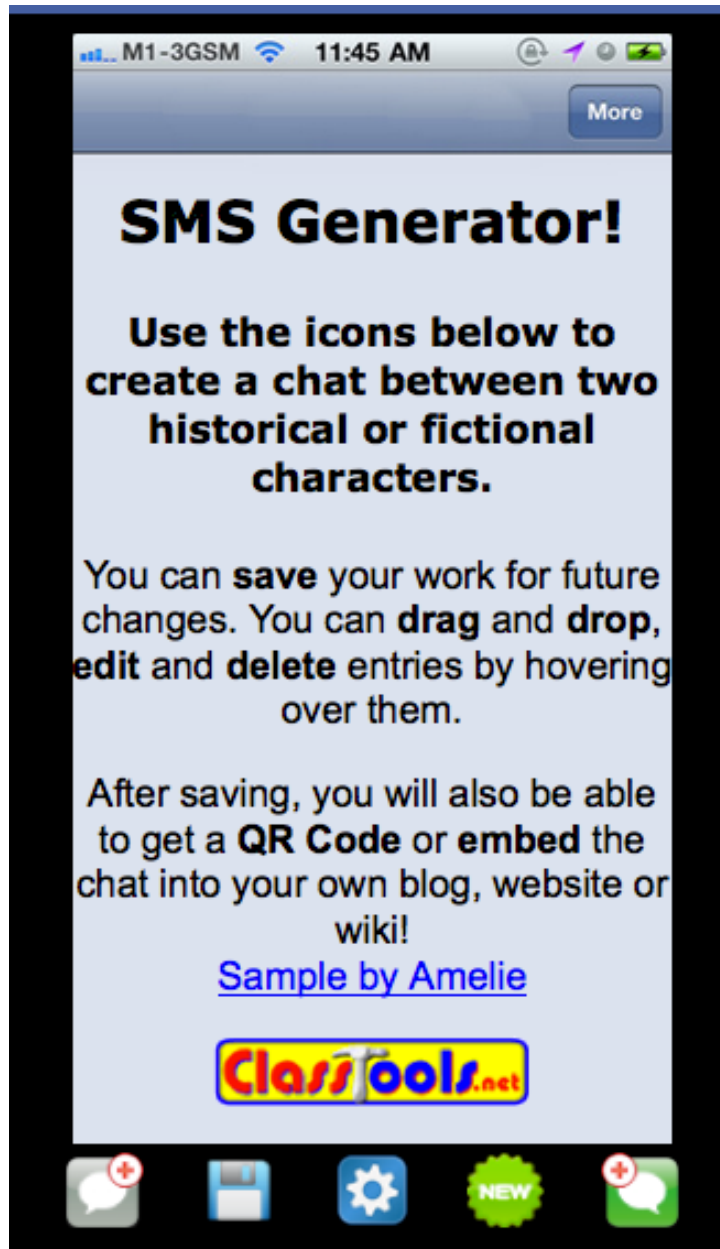 M1-3GSM 11:45 AM
More
SMS Generator!
Use the icons below to
create a chat between two
historical or fictional
characters.
You can save your work for future
changes. You can drag and drop,
edit and delete entries by hovering
over them.
After saving, you will also be able
to get a QR Code or embed the
chat into your own blog, website or
wiki!
Sample by Amelie
ClassTools.net
NEW